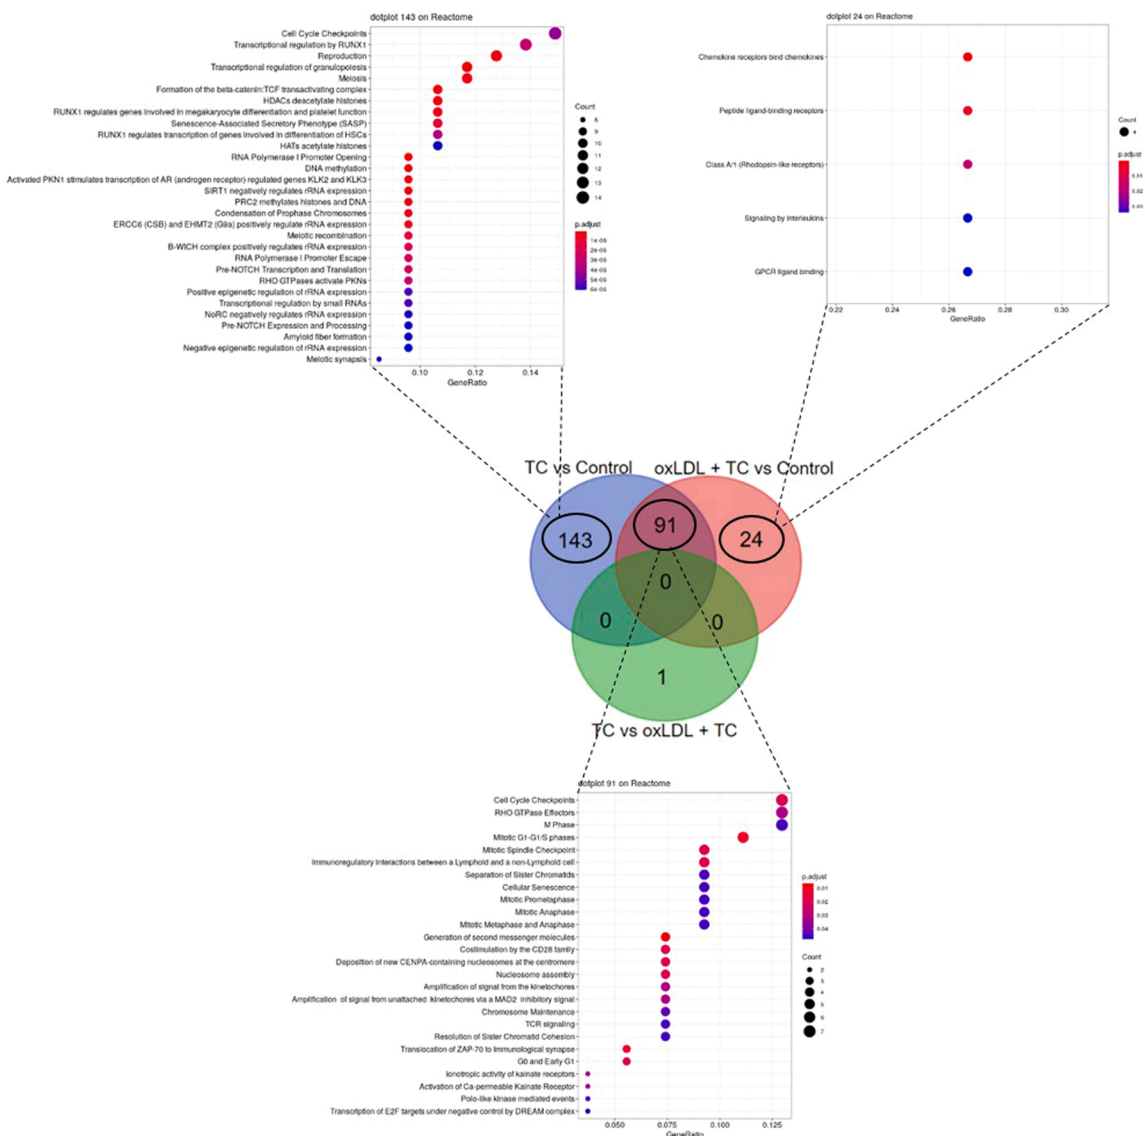 dotplot 143 on Reactome
Cell Cycle Checkpoints
Transcriptional regulation by RUNX1
Reproduction
Transcriptional regulation of granulopoiesis
Meiosis
Formation of the beta-catenin:TCF transactivating complex
HDACs deacetylate histones
RUNX1 regulates genes involved in megakaryocyte differentiation and platelet function
Senescence-Associated Secretory Phenotype (SASP)
RUNX1 regulates transcription of genes involved in differentiation of HSCs
HATs acetylate histones
RNA Polymerase I Promoter Opening
DNA methylation
Activated PKN1 stimulates transcription of AR (androgen receptor) regulated genes KLK2 and KLK3
SIRT1 negatively regulates rRNA expression
PRC2 methylates histones and DNA
Condensation of Prophase Chromosomes
ERCC6 (CSB) and EHMT2 (G9a) positively regulate rRNA expression
Meiotic recombination
B-WICH complex positively regulates rRNA expression
RNA Polymerase I Promoter Escape
Pre-NOTCH Transcription and Translation
RHO GTPases activate PKNs
Positive epigenetic regulation of rRNA expression
Transcriptional regulation by small RNAs
NoRC negatively regulates rRNA expression
Pre-NOTCH Expression and Processing
Amyloid fiber formation
Negative epigenetic regulation of rRNA expression
Meiotic synapsis
0.10 0.12 0.14
GeneRatio
Count
8
9
10
11
12
13
14
p.adjust
1e-05
2e-05
3e-05
4e-05
5e-05
6e-05
dotplot 24 on Reactome
Chemokine receptors bind chemokines
Peptide ligand-binding receptors
Class A/1 (Rhodopsin-like receptors)
Signaling by Interleukins
GPCR ligand binding
0.22 0.24 0.26 0.28 0.30
GeneRatio
Count
4
p.adjust
0.01
0.02
0.03
TC vs Control oxLDL + TC vs Control
143
91
24
0
0
0
1
TC vs oxLDL + TC
dotplot 91 on Reactome
Cell Cycle Checkpoints
RHO GTPase Effectors
M Phase
Mitotic G1-G1/S phases
Mitotic Spindle Checkpoint
Immunoregulatory interactions between a Lymphoid and a non-Lymphoid cell
Separation of Sister Chromatids
Cellular Senescence
Mitotic Prometaphase
Mitotic Anaphase
Mitotic Metaphase and Anaphase
Generation of second messenger molecules
Costimulation by the CD28 family
Deposition of new CENPA-containing nucleosomes at the centromere
Nucleosome assembly
Amplification of signal from the kinetochores
Amplification of signal from unattached kinetochores via a MAD2 inhibitory signal
Chromosome Maintenance
TCR signaling
Resolution of Sister Chromatid Cohesion
Translocation of ZAP-70 to Immunological synapse
G0 and Early G1
Ionotropic activity of kainate receptors
Activation of Ca-permeable Kainate Receptor
Polo-like kinase mediated events
Transcription of E2F targets under negative control by DREAM complex
0.050 0.075 0.100 0.125
GeneRatio
p.adjust
0.01
0.02
0.03
0.04
Count
2
3
4
5
6
7